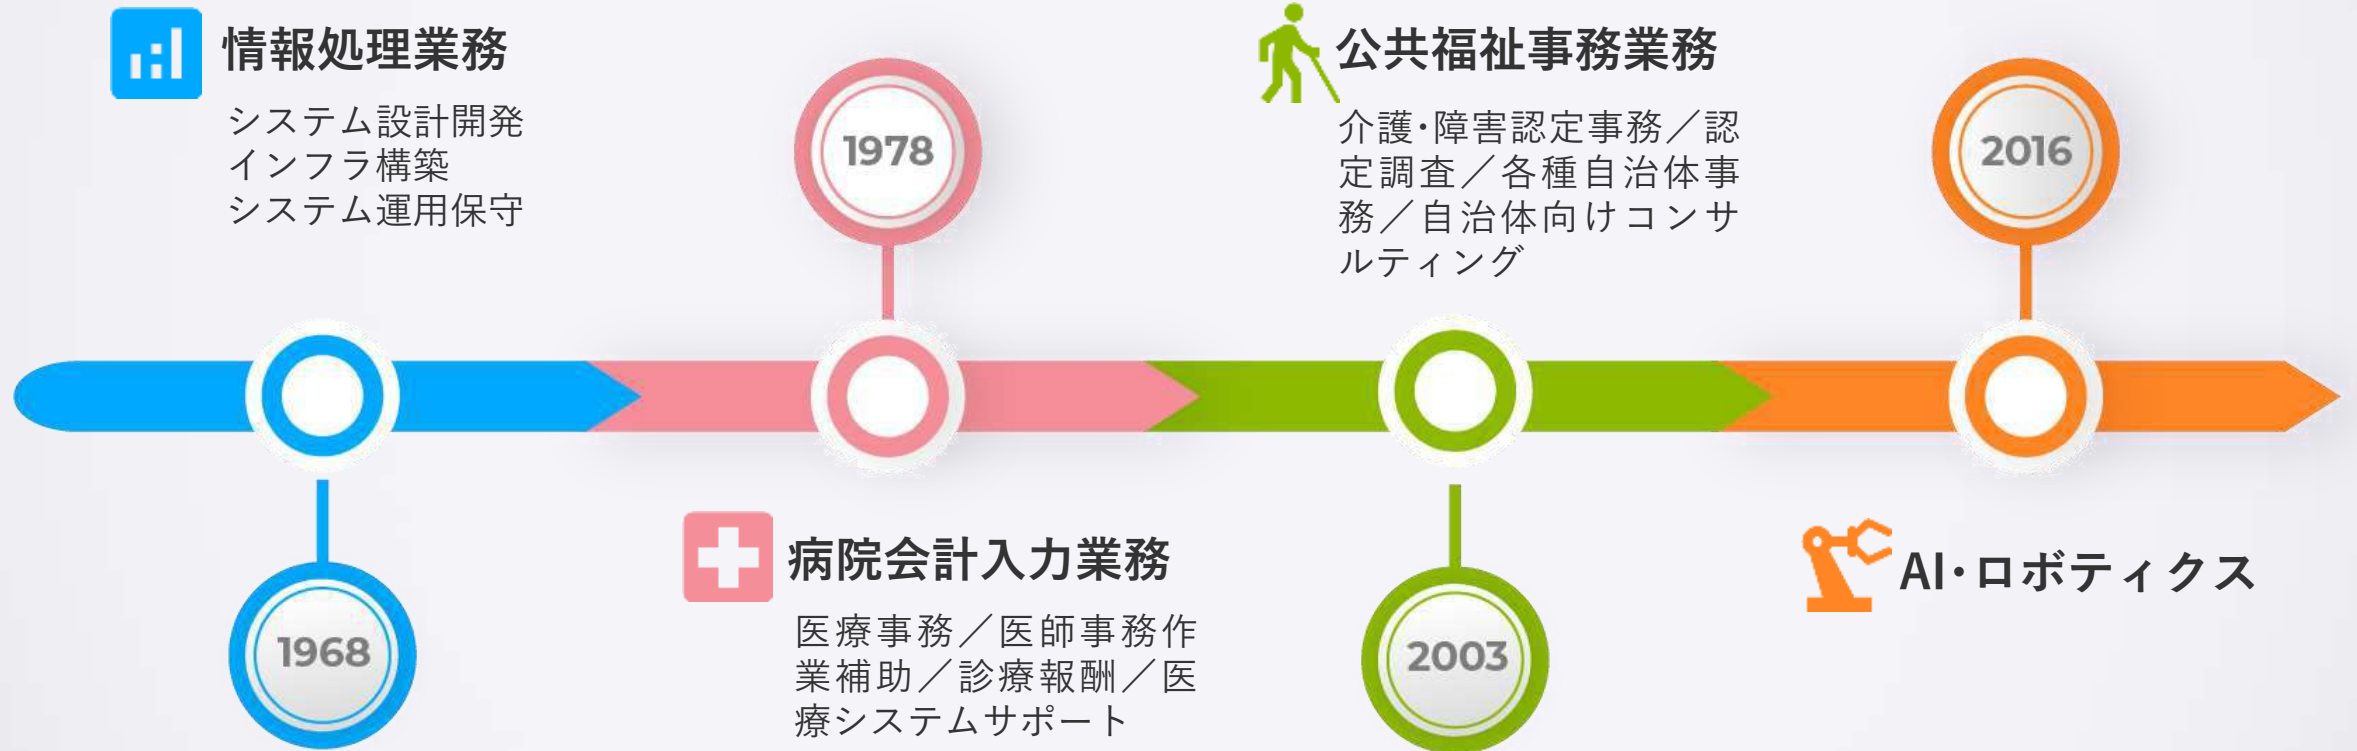 情報処理業務
システム設計開発
インフラ構築
システム運用保守
1968
1978
病院会計入力業務
医療事務／医師事務作
業補助／診療報酬／医
療システムサポート
公共福祉事務業務
介護･障害認定事務／認
定調査／各種自治体事
務／自治体向けコンサ
ルティング
2003
2016
AI･ロボティクス